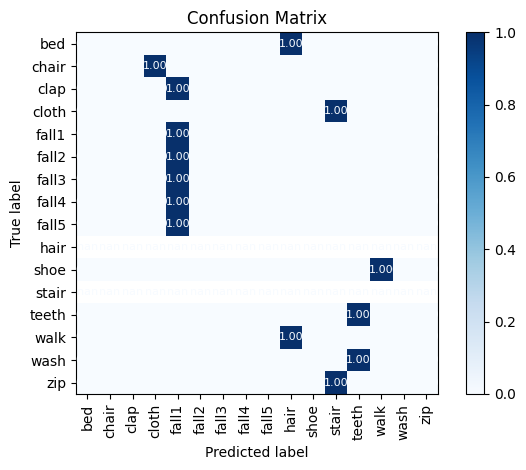 Confusion Matrix
True label
bed 1.00
chair 1.00
clap 1.00
cloth 1.00
fall1 1.00
fall2 1.00
fall3 1.00
fall4 1.00
fall5 1.00
hair
shoe 1.00
stair
teeth 1.00
walk 1.00
wash 1.00
zip 1.00
bed chair clap cloth fall1 fall2 fall3 fall4 fall5 hair shoe stair teeth walk wash zip
Predicted label
1.0
0.8
0.6
0.4
0.2
0.0